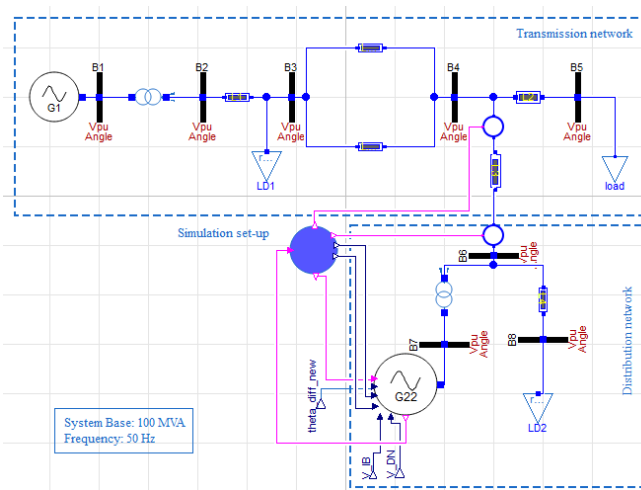 Transmission network
B1
B2
B3
B4
B5
G1
Vpu
Angle
Vpu
Angle
Vpu
Angle
Vpu
Angle
Vpu
Angle
r...
LD1
load
Simulation set-up
B6
Vpu
Angle
B7
Vpu
Angle
B8
Vpu
Angle
Distribution network
theta_diff_new
G22
r...
LD2
V_IB
V_DN
System Base: 100 MVA
Frequency: 50 Hz